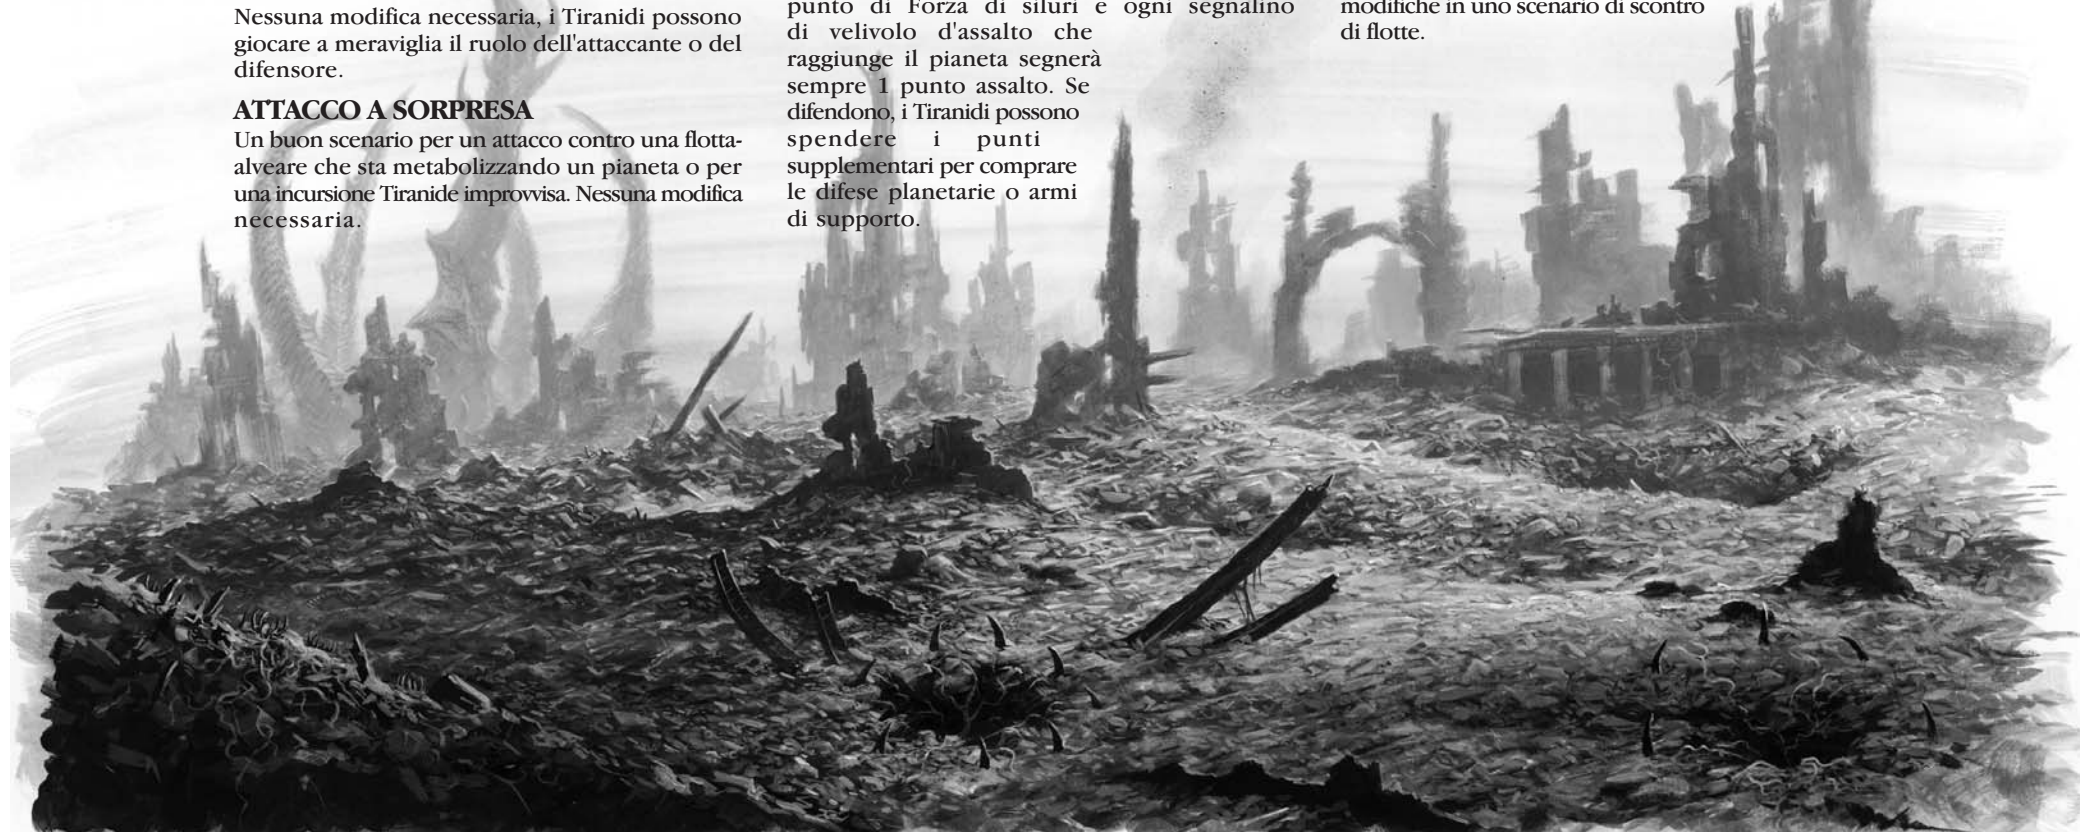 Nessuna modifica necessaria, i Tiranidi possono
giocare a meraviglia il ruolo dell'attaccante o del
difensore.
ATTACCO A SORPRESA
Un buon scenario per un attacco contro una flotta-
alveare che sta metabolizzando un pianeta o per
una incursione Tiranide improvvisa. Nessuna modifica
necessaria.
punto di Forza di siluri e ogni segnalino
di velivolo d'assalto che
raggiunge il pianeta segnerà
sempre 1 punto assalto. Se
difendono, i Tiranidi possono
spendere i punti
supplementari per comprare
le difese planetarie o armi
di supporto.
modifiche in uno scenario di scontro
di flotte.